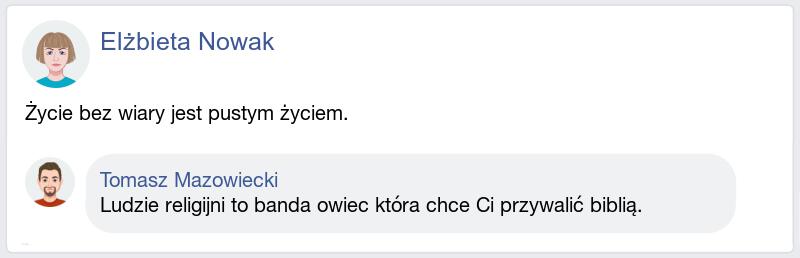 Elżbieta Nowak
Życie bez wiary jest pustym życiem.
Tomasz Mazowiecki
Ludzie religijni to banda owiec która chce Ci przywalić biblią.